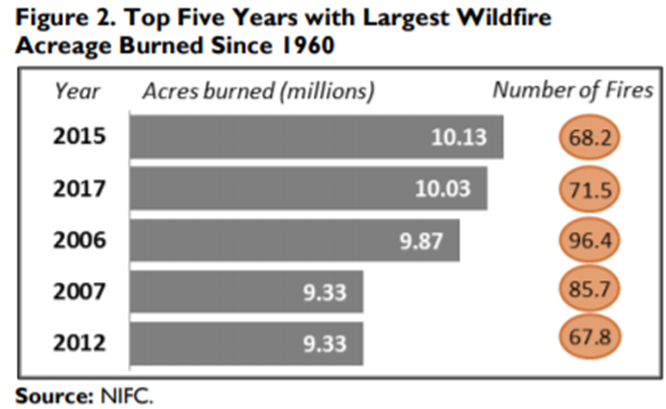 Figure 2. Top Five Years with Largest Wildfire
Acreage Burned Since 1960
Year Acres burned (millions) Number of Fires
2015 10.13 68.2
2017 10.03 71.5
2006 9.87 96.4
2007 9.33 85.7
2012 9.33 67.8
Source: NIFC.